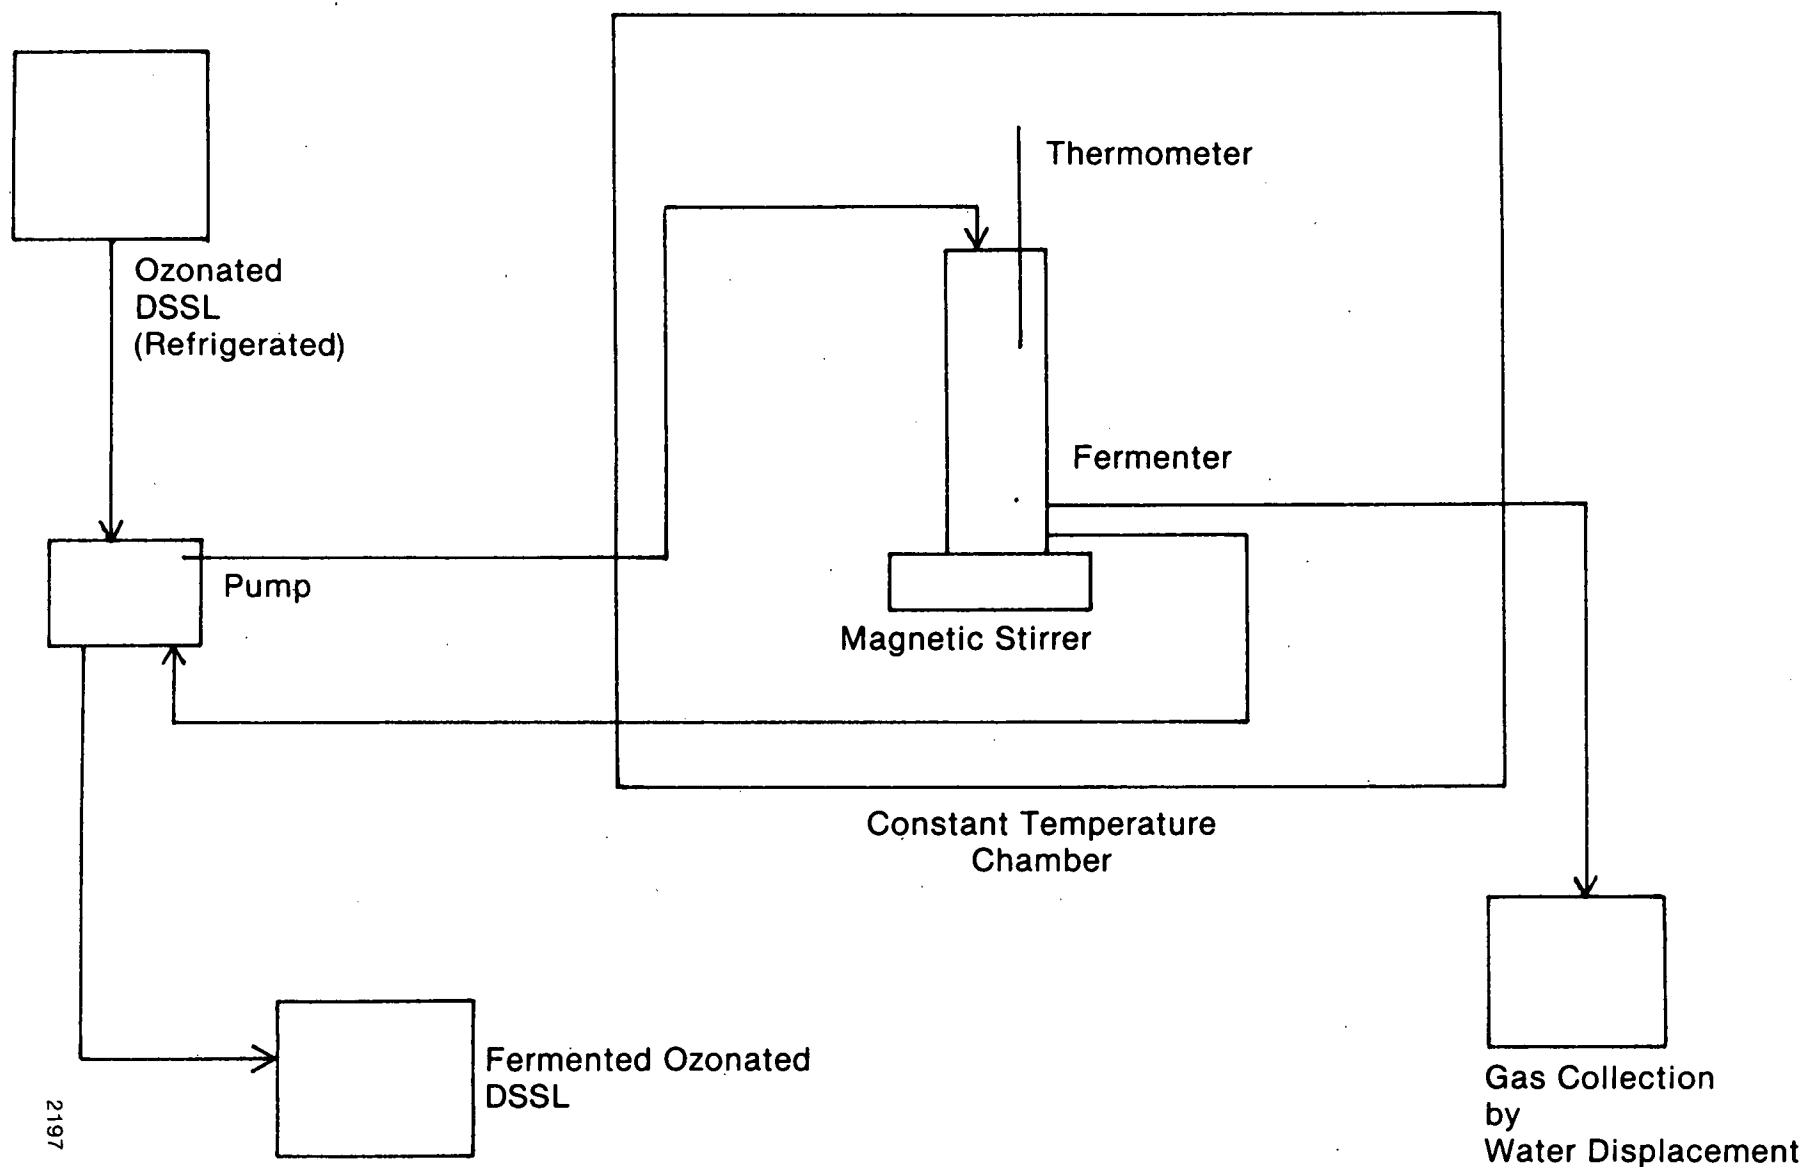 Thermometer
Ozonated
DSSL
(Refrigerated)
Fermenter
Pump
Magnetic Stirrer
Constant Temperature
Chamber
Fermented Ozonated
DSSL
Gas Collection
by
Water Displacement
2197